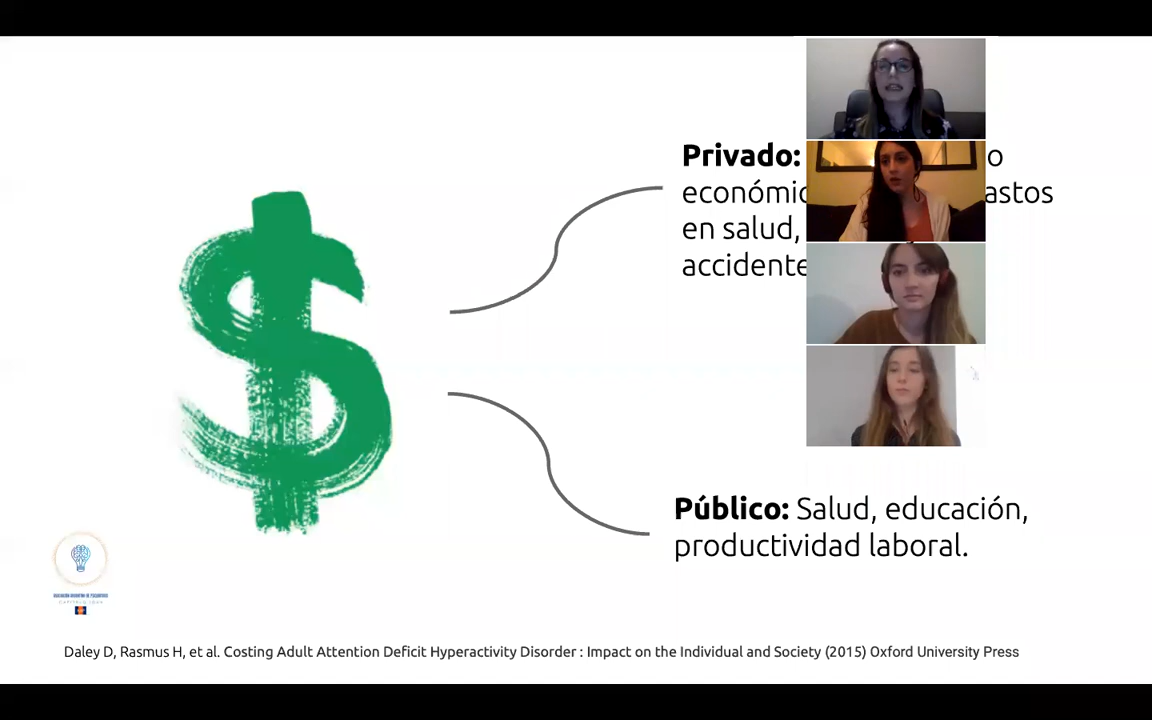 Privado: o
económic astos
en salud,
accidente
Público: Salud, educación,
productividad laboral.
Daley D, Rasmus H, et al. Costing Adult Attention Deficit Hyperactivity Disorder : Impact on the Individual and Society (2015) Oxford University Press